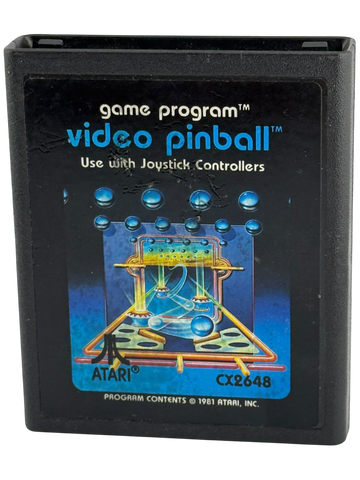 game program™
video pinball™
Use with Joystick Controllers
ATARI®
CX2648
PROGRAM CONTENTS © 1981 ATARI, INC.